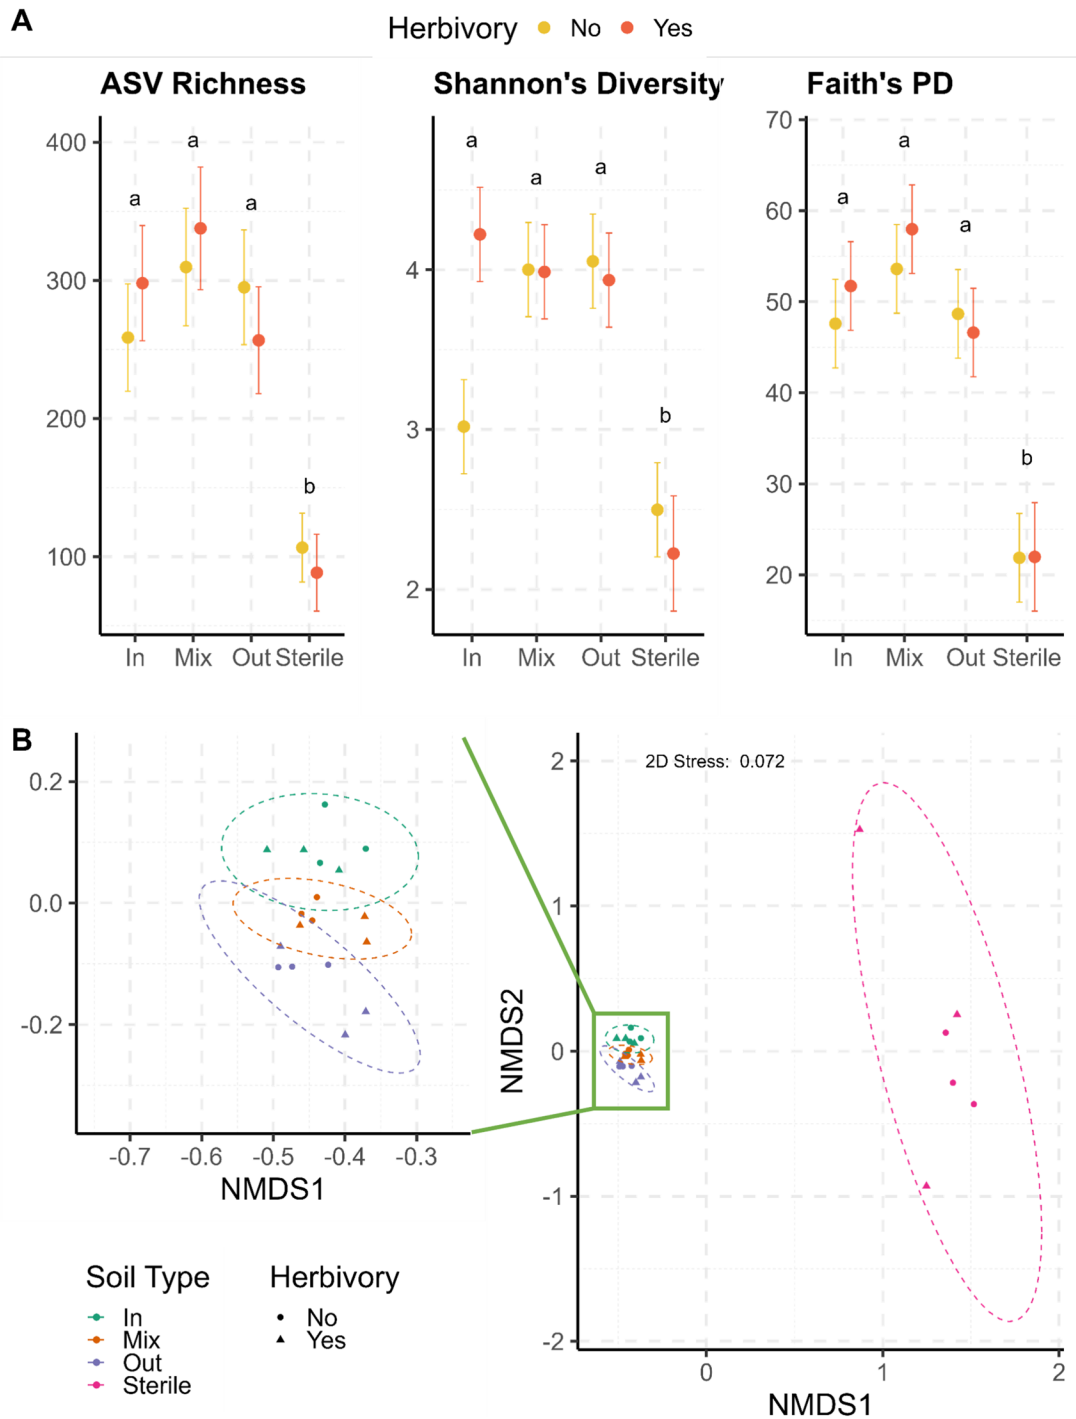 A
Herbivory No Yes
ASV Richness
Shannon's Diversity
Faith's PD
400
300
200
100
a
a
a
b
In Mix Out Sterile
4
3
2
a
a
a
b
In Mix Out Sterile
70
60
50
40
30
20
a
a
a
b
In Mix Out Sterile
B
0.2
0.0
-0.2
-0.7 -0.6 -0.5 -0.4 -0.3
NMDS1
2D Stress: 0.072
NMDS2
2
1
0
-1
-2
0 1 2
NMDS1
Soil Type
In
Mix
Out
Sterile
Herbivory
No
Yes